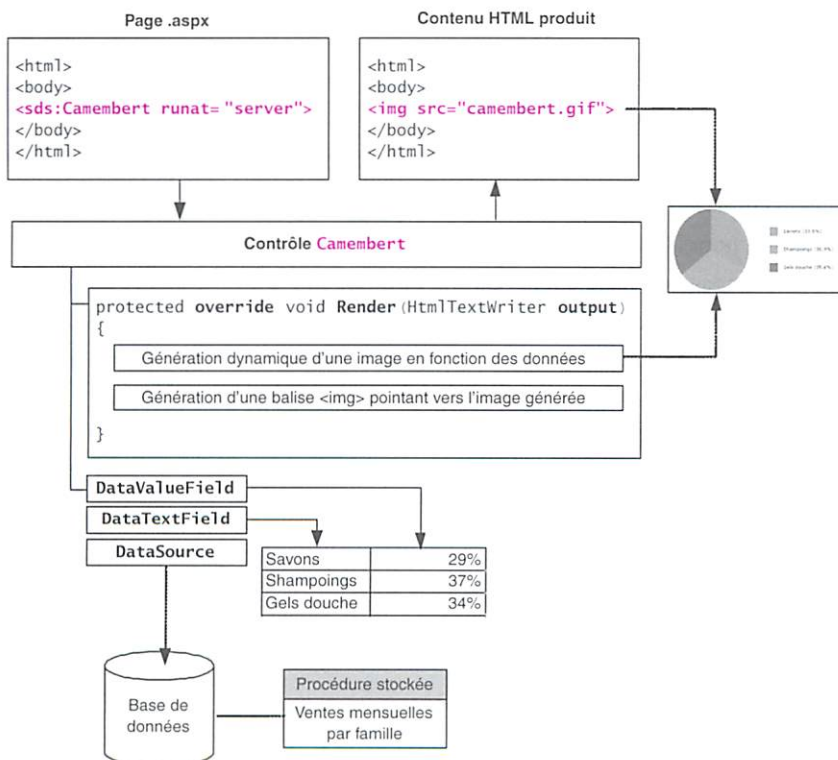 Page .aspx
Contenu HTML produit
<html>
<body>
<sds:Camembert runat= "server">
</body>
</html>
<html>
<body>
<img src="camembert.gif">
</body>
</html>
Contrôle Camembert
protected override void Render(HtmlTextWriter output)
{
Génération dynamique d'une image en fonction des données
Génération d'une balise <img> pointant vers l'image générée
}
DataValueField
DataTextField
DataSource
Savons 29%
Shampoings 37%
Gels douche 34%
Base de
données
Procédure stockée
Ventes mensuelles
par famille
Shampoings
Gels douche